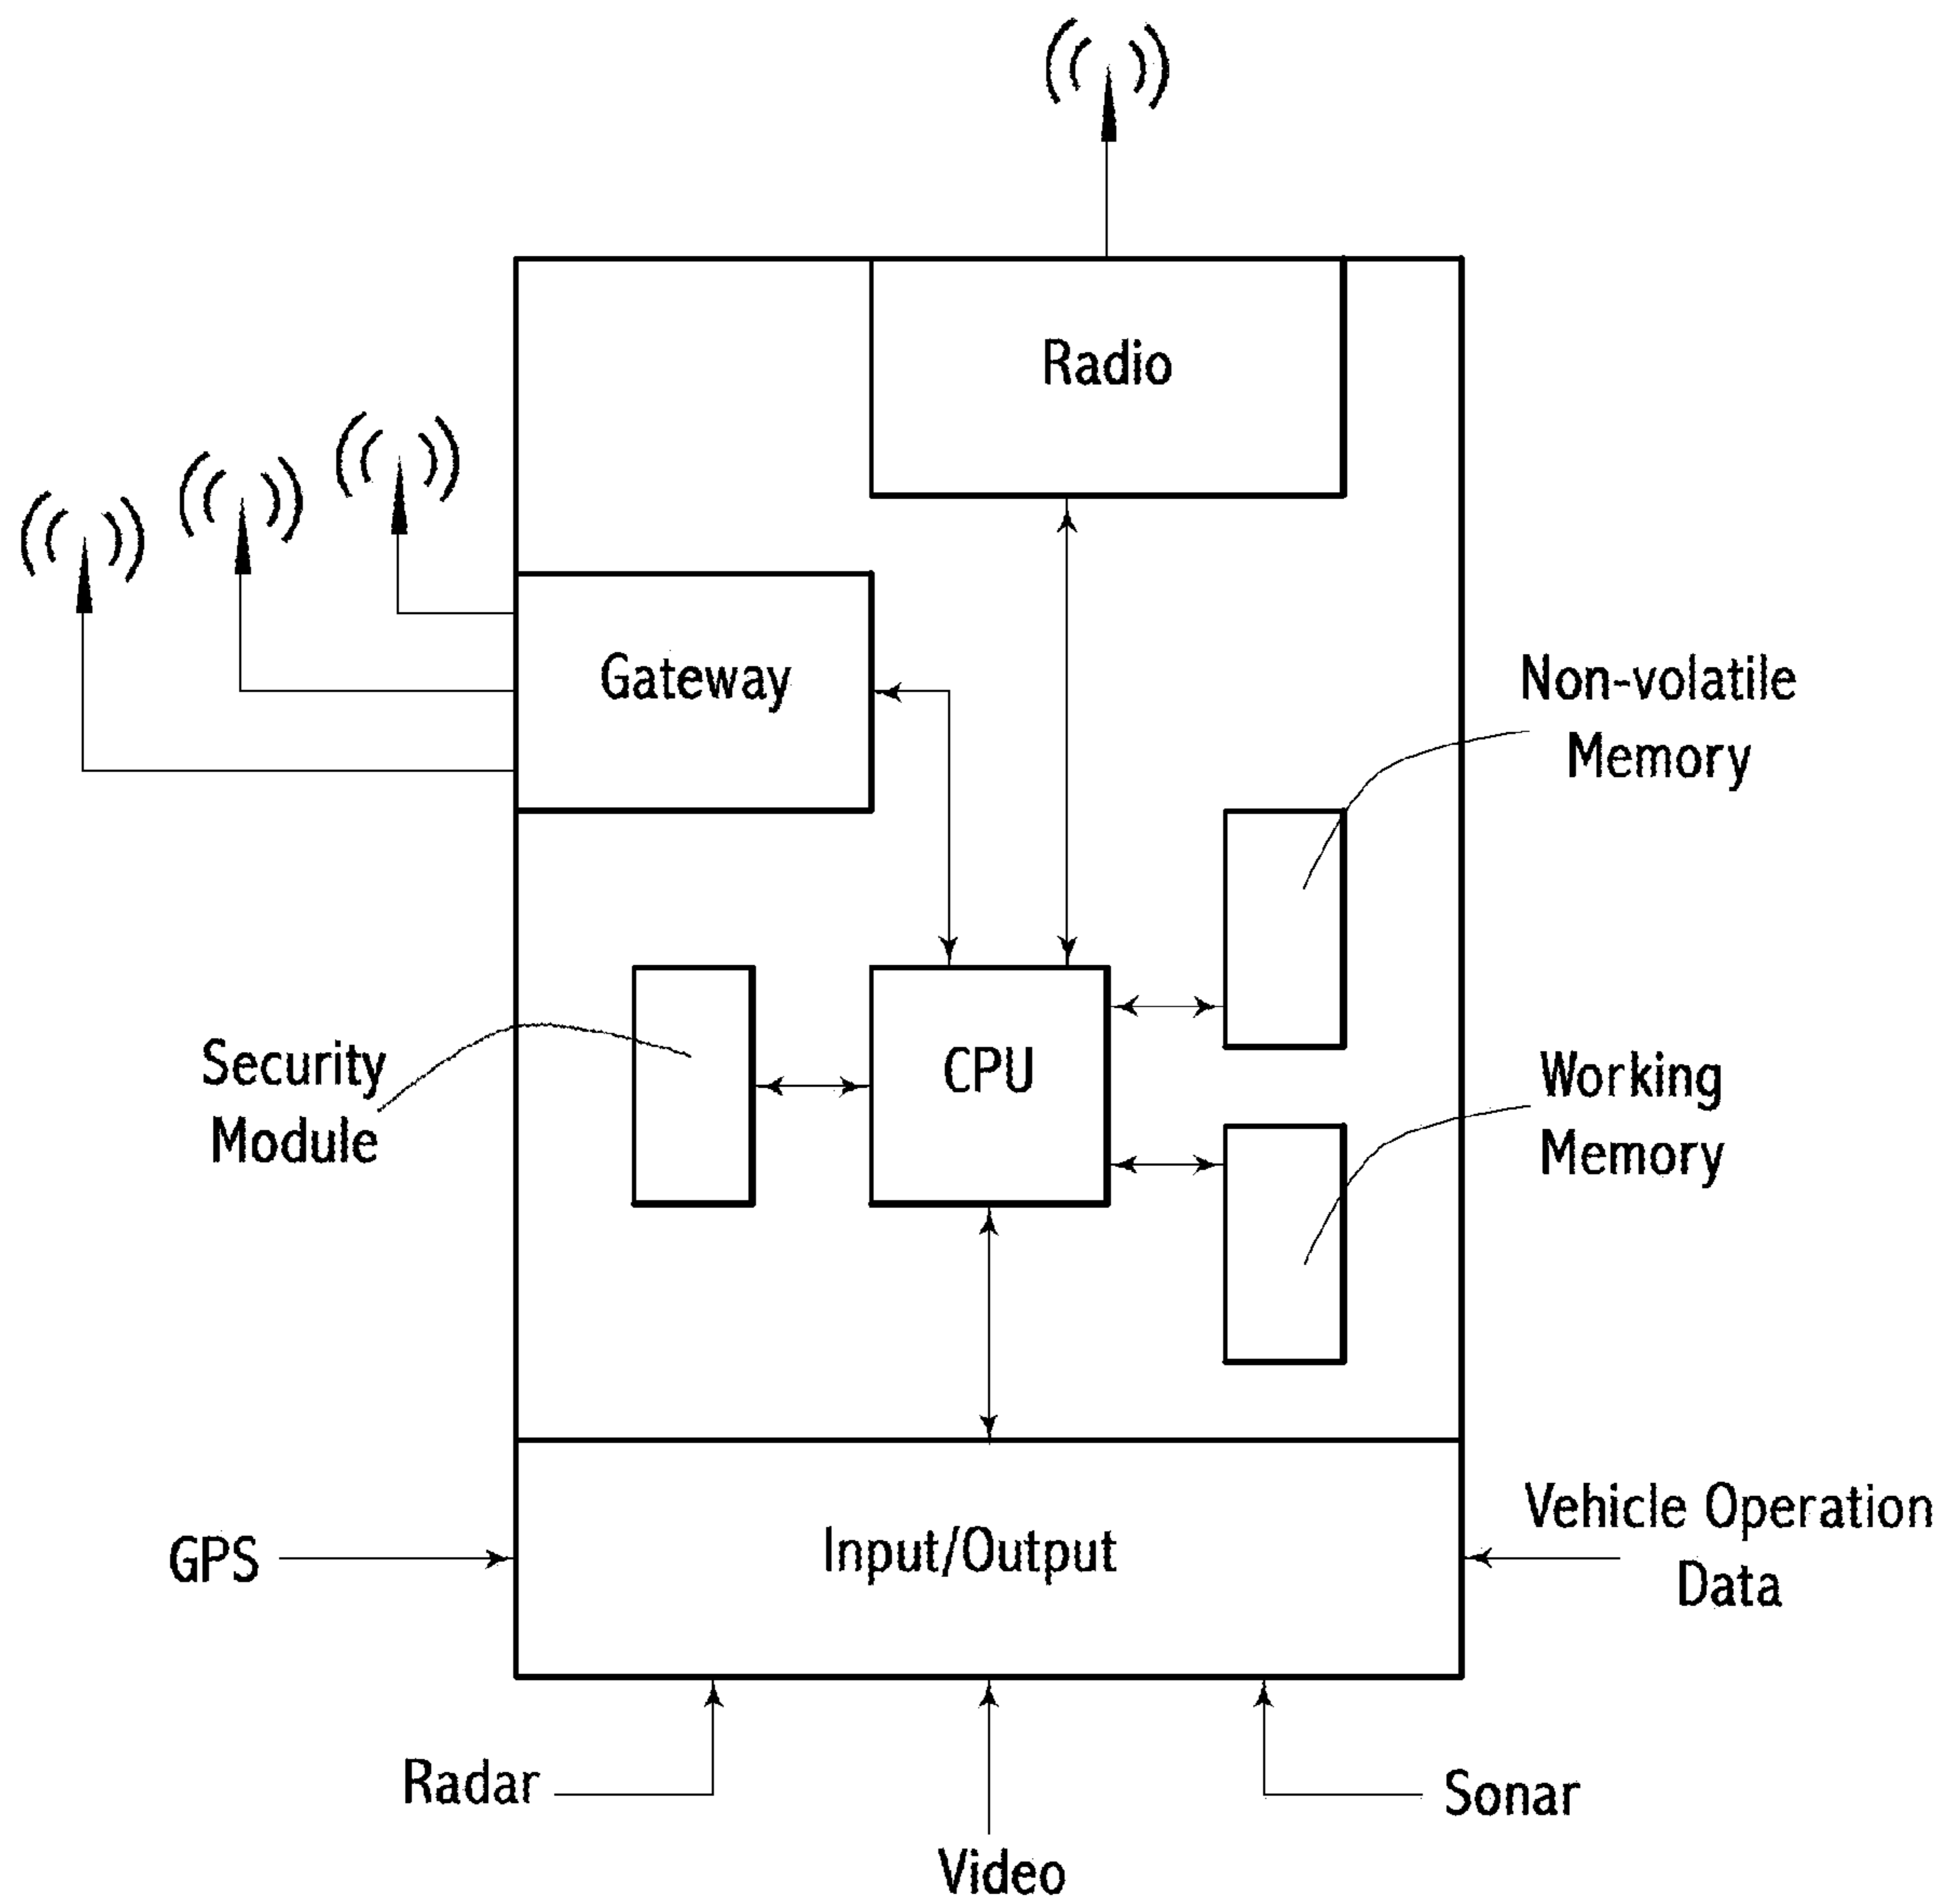 Radio
Gateway
Non-volatile
Memory
Security
Module
CPU
Working
Memory
GPS
Input/Output
Vehicle Operation
Data
Radar
Video
Sonar